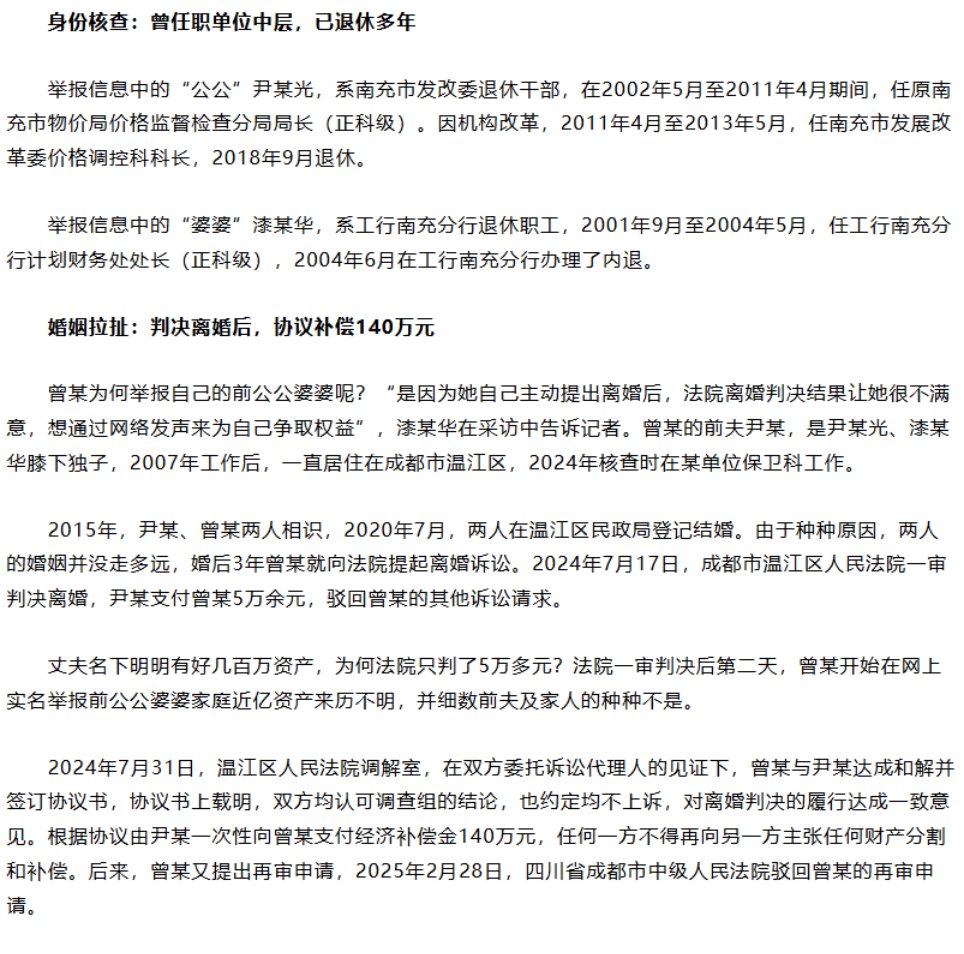 身份核查：曾任职单位中层，已退休多年
举报信息中的“公公”尹某光，系南充市发改委退休干部，在2002年5月至2011年4月期间，任原南
充市物价局价格监督检查分局局长（正科级）。因机构改革，2011年4月至2013年5月，任南充市发展改
革委价格调控科科长，2018年9月退休。
举报信息中的“婆婆”漆某华，系工行南充分行退休职工，2001年9月至2004年5月，任工行南充分
行计划财务处处长（正科级），2004年6月在工行南充分行办理了内退。
婚姻拉扯：判决离婚后，协议补偿140万元
曾某为何举报自己的前公公婆婆呢？“是因为她自己主动提出离婚后，法院离婚判决结果让她很不满
意，想通过网络发声来为自己争取权益”，漆某华在采访中告诉记者。曾某的前夫尹某，是尹某光、漆某
华膝下独子，2007年工作后，一直居住在成都市温江区，2024年核查时在某单位保卫科工作。
2015年，尹某、曾某两人相识，2020年7月，两人在温江区民政局登记结婚。由于种种原因，两人
的婚姻并没走多远，婚后3年曾某就向法院提起离婚诉讼。2024年7月17日，成都市温江区人民法院一审
判决离婚，尹某支付曾某5万余元，驳回曾某的其他诉讼请求。
丈夫名下明明有好几百万资产，为何法院只判了5万多元？法院一审判决后第二天，曾某开始在网上
实名举报前公公婆婆家庭近亿资产来历不明，并细数前夫及家人的种种不是。
2024年7月31日，温江区人民法院调解室，在双方委托诉讼代理人的见证下，曾某与尹某达成和解并
签订协议书，协议书上载明，双方均认可调查组的结论，也约定均不上诉，对离婚判决的履行达成一致意
见。根据协议由尹某一次性向曾某支付经济补偿金140万元，任何一方不得再向另一方主张任何财产分割
和补偿。后来，曾某又提出再审申请，2025年2月28日，四川省成都市中级人民法院驳回曾某的再审申
请。